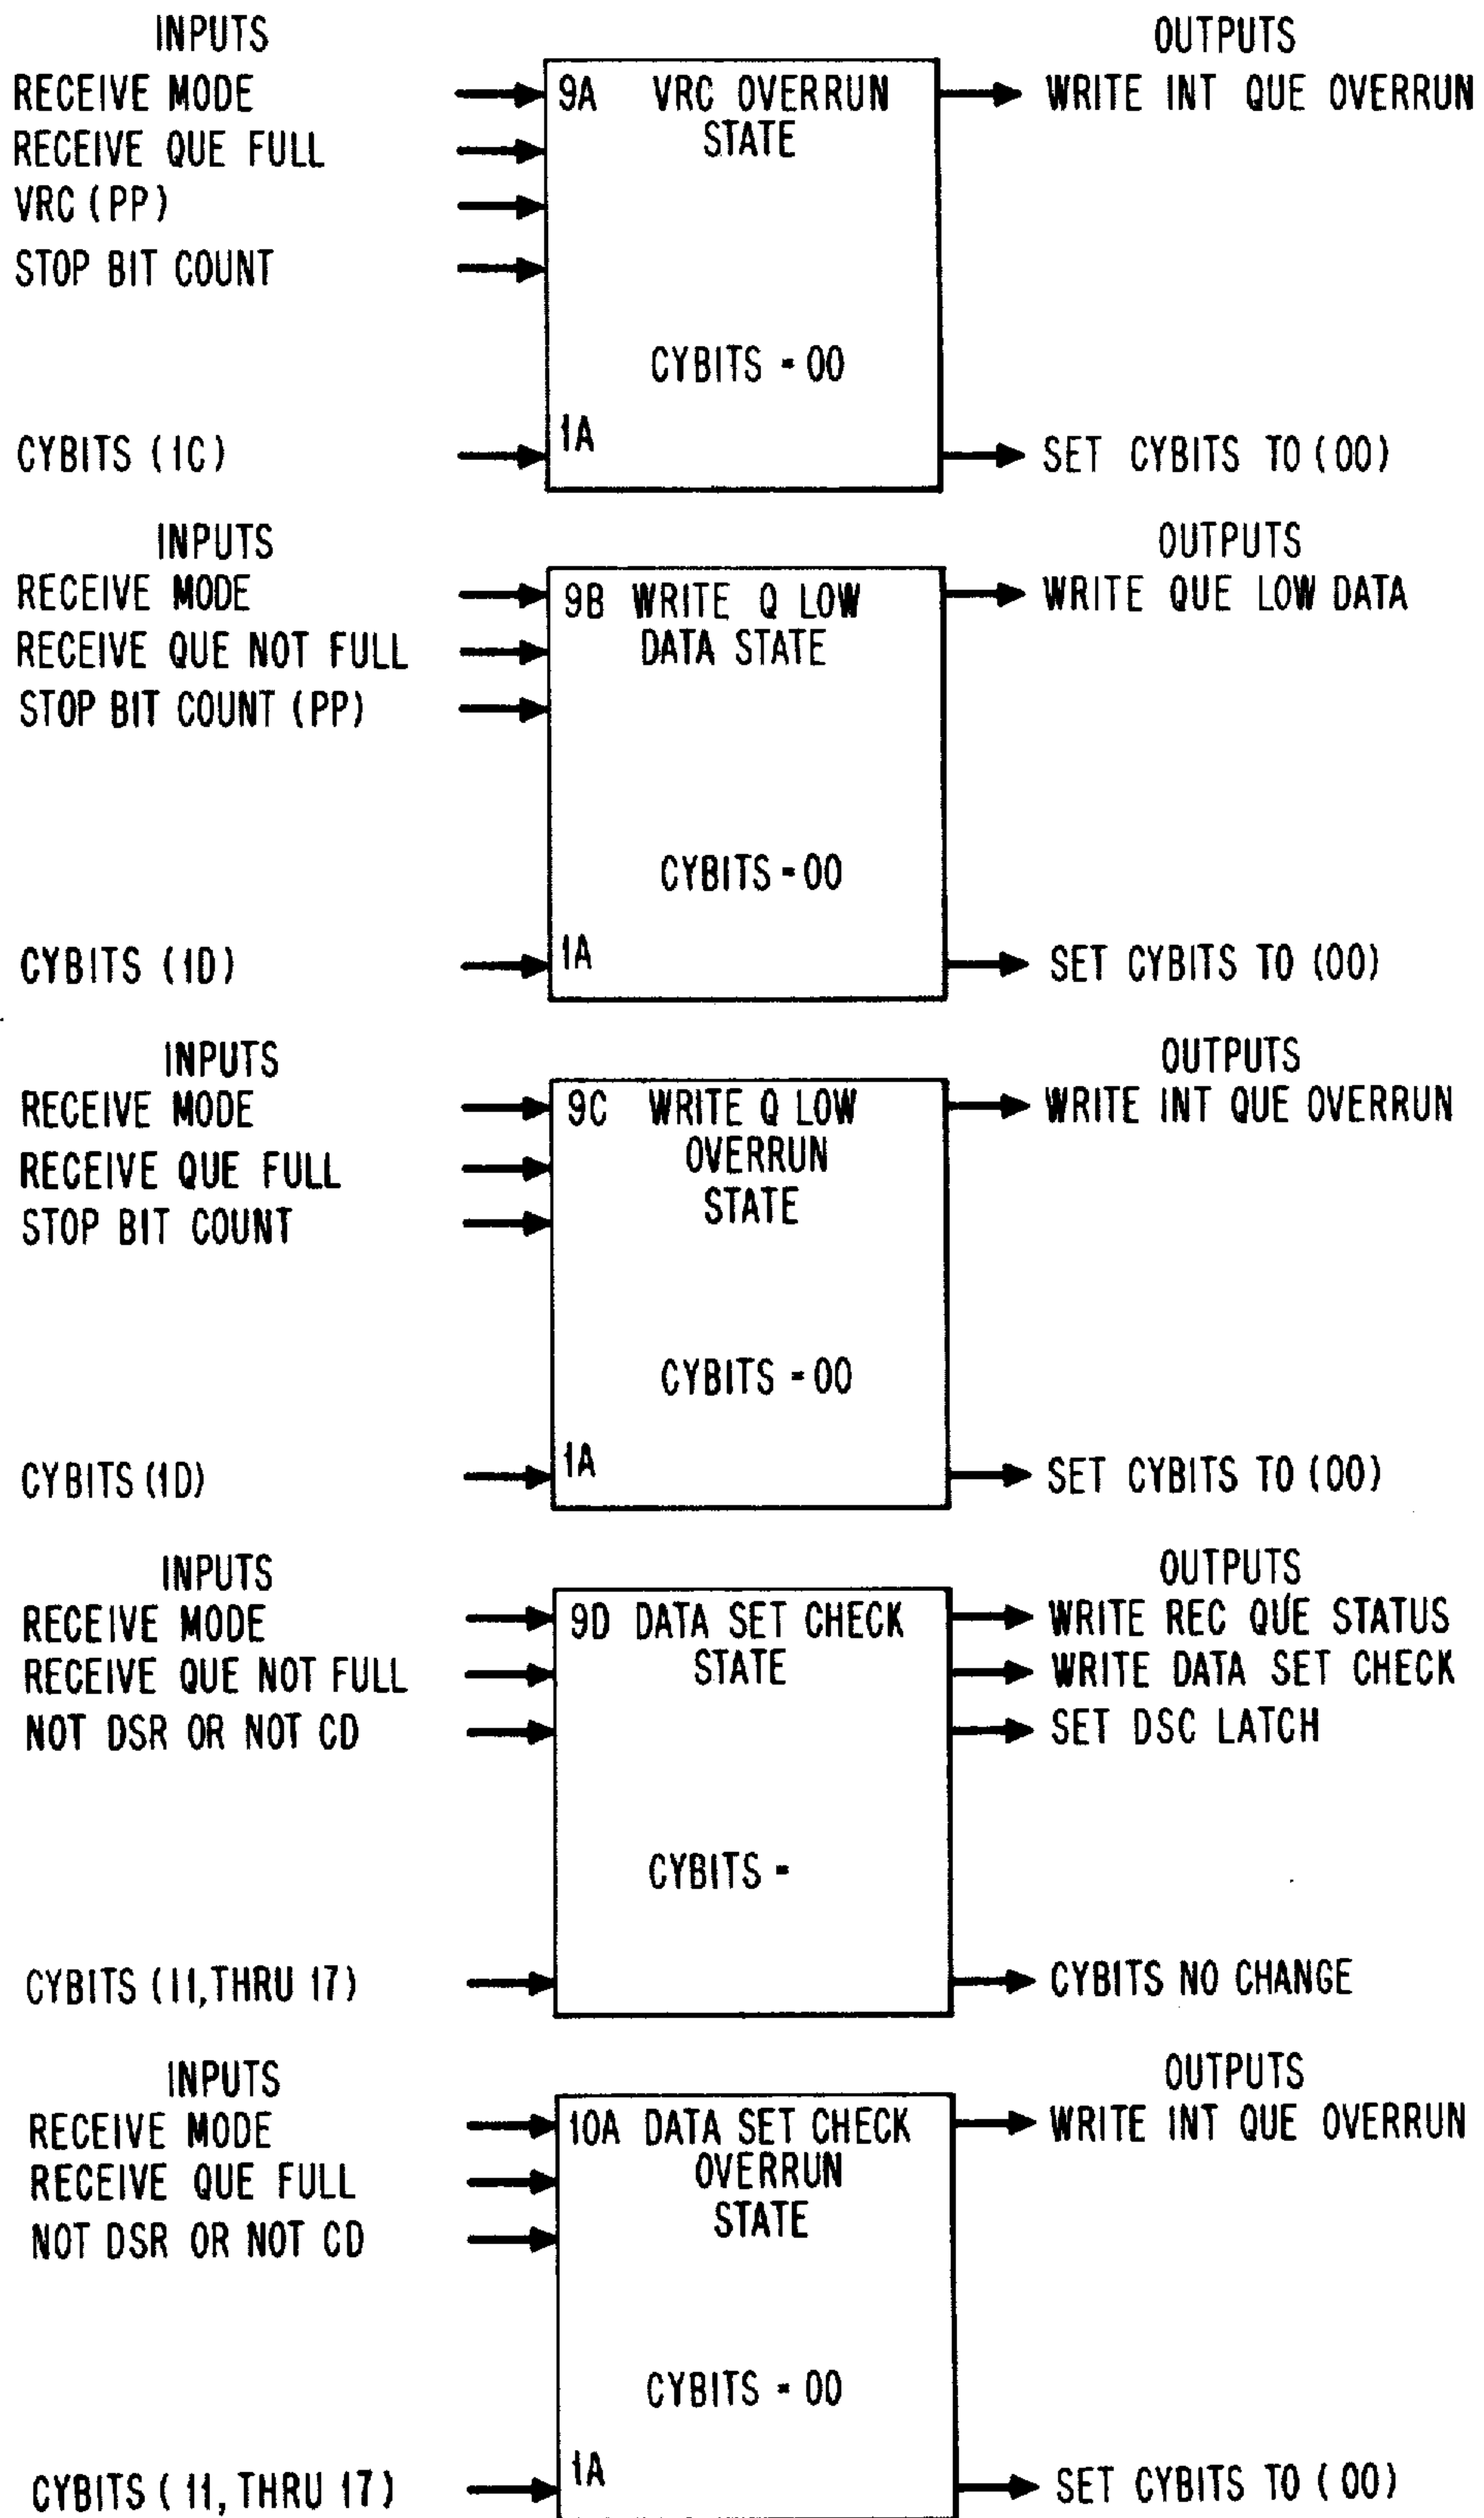 INPUTS
OUTPUTS
RECEIVE MODE
9A VRC OVERRUN
WRITE INT QUE OVERRUN
RECEIVE QUE FULL
STATE
VRC (PP)
STOP BIT COUNT
CYBITS = 00
1A
CYBITS (1C)
SET CYBITS TO (00)
INPUTS
OUTPUTS
RECEIVE MODE
9B WRITE Q LOW
WRITE QUE LOW DATA
RECEIVE QUE NOT FULL
DATA STATE
STOP BIT COUNT (PP)
CYBITS = 00
1A
CYBITS (1D)
SET CYBITS TO (00)
INPUTS
OUTPUTS
RECEIVE MODE
9C WRITE Q LOW
WRITE INT QUE OVERRUN
RECEIVE QUE FULL
OVERRUN
STOP BIT COUNT
STATE
CYBITS = 00
1A
CYBITS (1D)
SET CYBITS TO (00)
INPUTS
OUTPUTS
RECEIVE MODE
9D DATA SET CHECK
WRITE REC QUE STATUS
RECEIVE QUE NOT FULL
STATE
WRITE DATA SET CHECK
NOT DSR OR NOT CD
SET DSC LATCH
CYBITS =
CYBITS (11, THRU 17)
CYBITS NO CHANGE
INPUTS
OUTPUTS
RECEIVE MODE
10A DATA SET CHECK
WRITE INT QUE OVERRUN
RECEIVE QUE FULL
OVERRUN
NOT DSR OR NOT CD
STATE
CYBITS = 00
1A
CYBITS (11, THRU 17)
SET CYBITS TO (00)